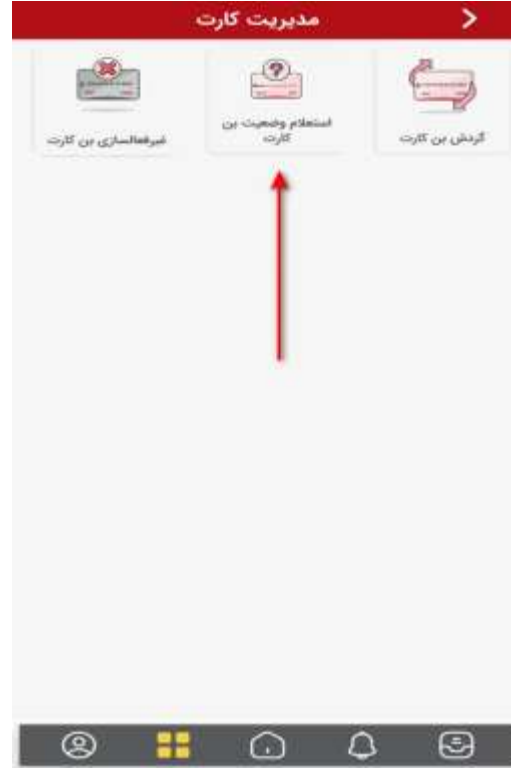 مدیریت کارت
گردش بن کارت
استعلام وضعیت بن
کارت
غیرفعالسازی بن کارت